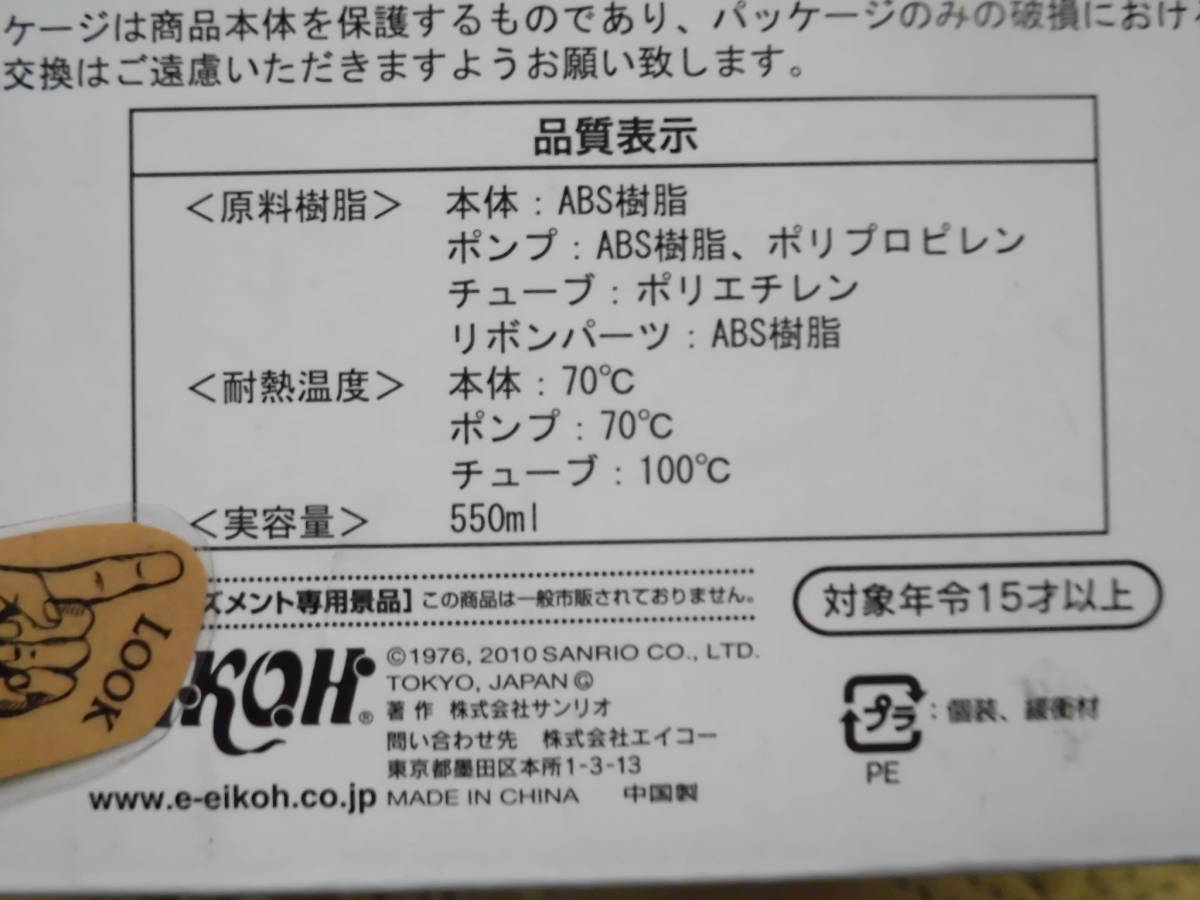 ケージは商品本体を保護するものであり、パッケージのみの破損におけ
交換はご遠慮いただきますようお願い致します。
品質表示
＜原料樹脂＞ 本体：ABS樹脂
ポンプ：ABS樹脂、ポリプロピレン
チューブ：ポリエチレン
リボンパーツ：ABS樹脂
＜耐熱温度＞ 本体：70℃
ポンプ：70℃
チューブ：100℃
＜実容量＞ 550ml
ズメント専用景品] この商品は一般市販されておりません。
対象年令15才以上
LOOK
IKOH®
©1976, 2010 SANRIO CO., LTD.
TOKYO, JAPAN Ⓖ
著作 株式会社サンリオ
問い合わせ先 株式会社エイコー
東京都墨田区本所1-3-13
www.e-eikoh.co.jp MADE IN CHINA 中国製
プラ：個装、緩衝材
PE